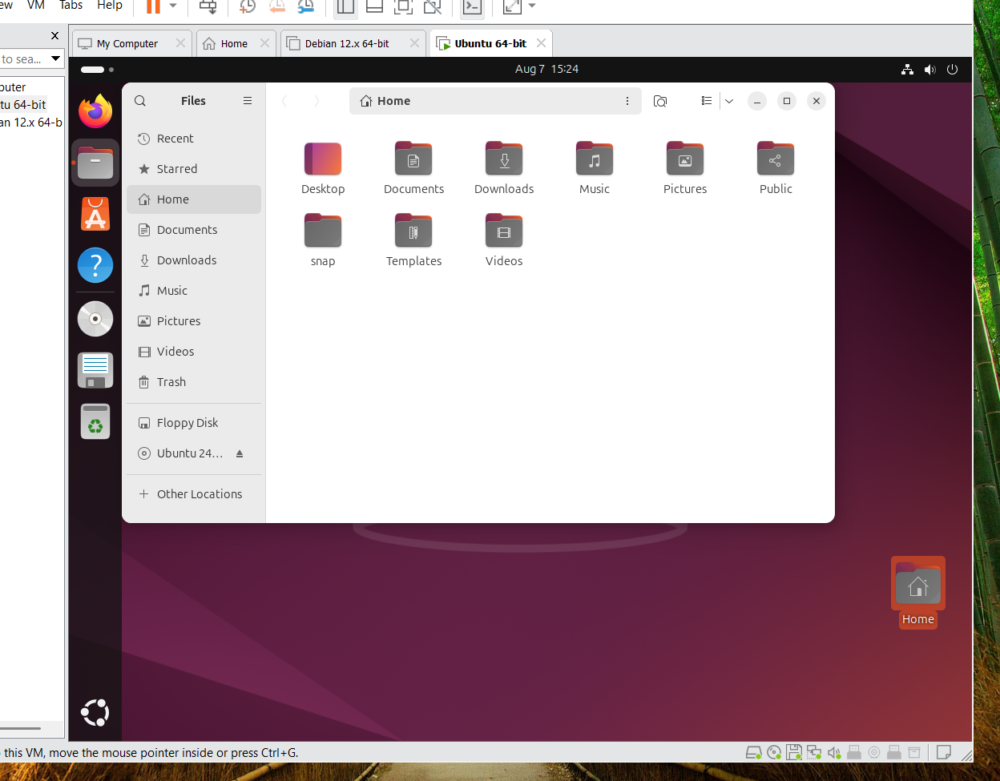 ew VM Tabs Help
to sea...
My Computer
Home
Debian 12.x 64-bit
Ubuntu 64-bit
puter
tu 64-bit
an 12.x 64-b
Aug 7 15:24
Files
Home
Recent
Starred
Home
Documents
Downloads
Music
Pictures
Videos
Trash
Floppy Disk
Ubuntu 24...
Other Locations
Desktop
Documents
Downloads
Music
Pictures
Public
snap
Templates
Videos
Home
this VM, move the mouse pointer inside or press Ctrl+G.